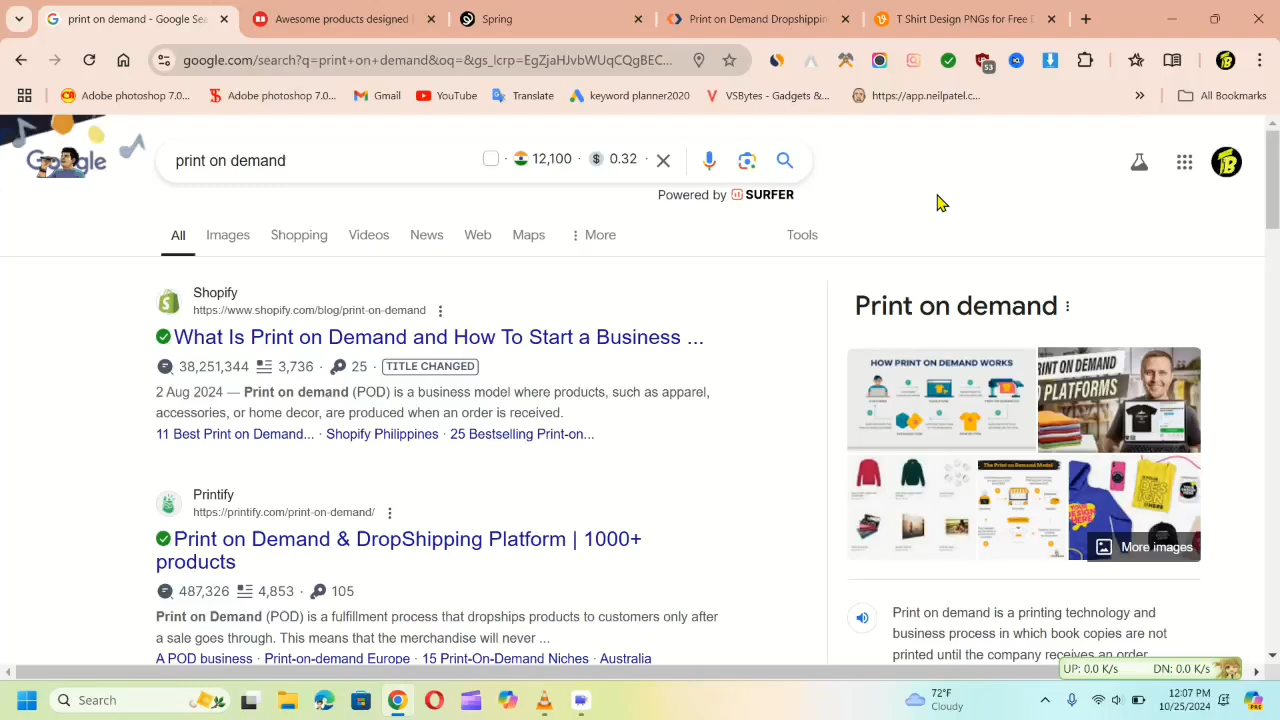 Google Sea
Awesome products designed
Spring
Print on Demand Dropshippin
T Shirt Design PNGs for Free D
google.com/search?q=print+on+demand&oq=&gs_lcrp=EgZjaHJvbWUqCQgBEC...
53
Adobe photoshop 7.0...
Adobe photoshop 7.0...
Gmail
YouTube
Translate
keyword planner2020
VSBytes - Gadgets &...
https://app.neilpatel.c...
»
All Bookmarks
Google
print on demand
· 12,100 · $ 0.32 ·
Powered by SURFER
All
Images
Shopping
Videos
News
Web
Maps
More
Tools
Shopify
https://www.shopify.com/blog/print-on-demand
What Is Print on Demand and How To Start a Business ...
38,251,344 3,736 · 25 · TITLE CHANGED
2 Aug 2024 — Print on demand (POD) is a business model where products, such as apparel,
accessories, or home decor, are produced when an order is received...
11 Best Print on Demand... · Shopify Philippines · 25 Bestselling Print-on...
Printify
https://printify.com/print-on-demand/
Print on Demand & DropShipping Platform | 1000+
products
487,326 4,853 · 105
Print on Demand (POD) is a fulfillment process that dropships products to customers only after
a sale goes through. This means that the merchandise will never ...
A POD business · Print-on-demand Europe · 15 Print-On-Demand Niches · Australia
Print on demand
HOW PRINT ON DEMAND WORKS
PRINT ON DEMAND
PLATFORMS
The Print on Demand Model
More images
Print on demand is a printing technology and
business process in which book copies are not
printed until the company receives an order
UP: 0.0 K/s DN: 0.0 K/s
Search
72°F
Cloudy
12:07 PM
10/25/2024